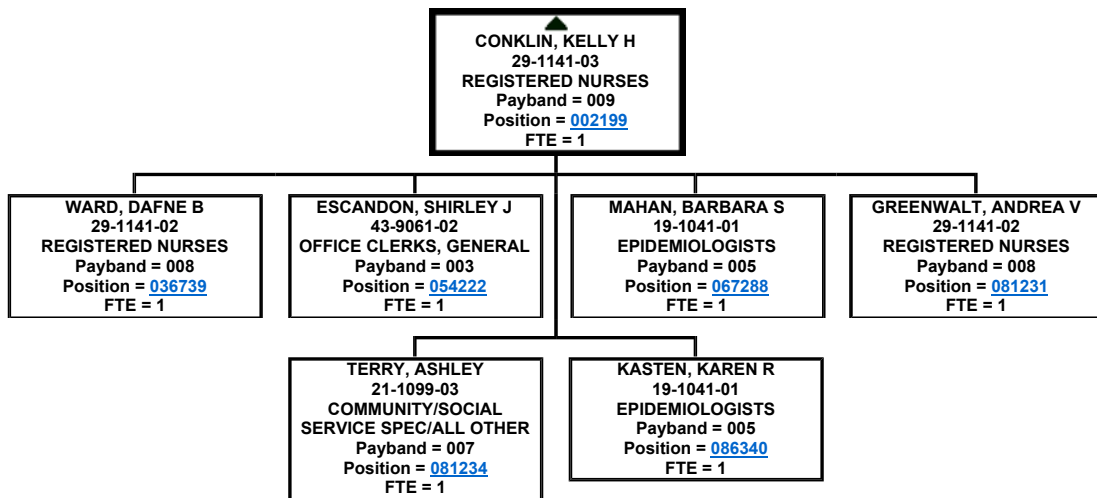 CONKLIN, KELLY H
29-1141-03
REGISTERED NURSES
Payband = 009
Position = 002199
FTE = 1
WARD, DAFNE B
29-1141-02
REGISTERED NURSES
Payband = 008
Position = 036739
FTE = 1
ESCANDON, SHIRLEY J
43-9061-02
OFFICE CLERKS, GENERAL
Payband = 003
Position = 054222
FTE = 1
MAHAN, BARBARA S
19-1041-01
EPIDEMIOLOGISTS
Payband = 005
Position = 067288
FTE = 1
GREENWALT, ANDREA V
29-1141-02
REGISTERED NURSES
Payband = 008
Position = 081231
FTE = 1
TERRY, ASHLEY
21-1099-03
COMMUNITY/SOCIAL
SERVICE SPEC/ALL OTHER
Payband = 007
Position = 081234
FTE = 1
KASTEN, KAREN R
19-1041-01
EPIDEMIOLOGISTS
Payband = 005
Position = 086340
FTE = 1